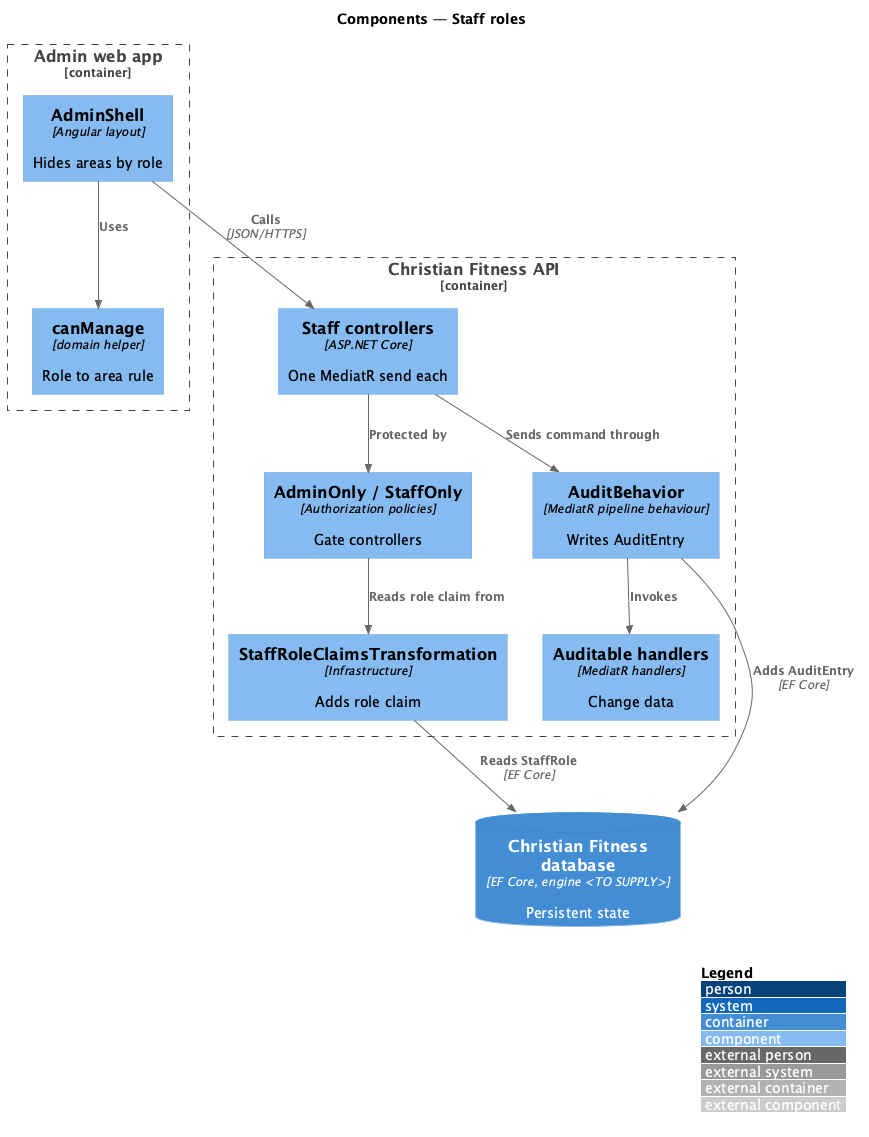 Components — Staff roles
Admin web app
[container]
AdminShell
[Angular layout]
Hides areas by role
Uses
Calls
[JSON/HTTPS]
canManage
[domain helper]
Role to area rule
Christian Fitness API
[container]
Staff controllers
[ASP.NET Core]
One MediatR send each
Protected by
Sends command through
AdminOnly / StaffOnly
[Authorization policies]
Gate controllers
AuditBehavior
[MediatR pipeline behaviour]
Writes AuditEntry
Reads role claim from
Invokes
StaffRoleClaimsTransformation
[Infrastructure]
Adds role claim
Auditable handlers
[MediatR handlers]
Change data
Adds AuditEntry
[EF Core]
Reads StaffRole
[EF Core]
Christian Fitness
database
[EF Core, engine <TO SUPPLY>]
Persistent state
Legend
person
system
container
component
external person
external system
external container
external component